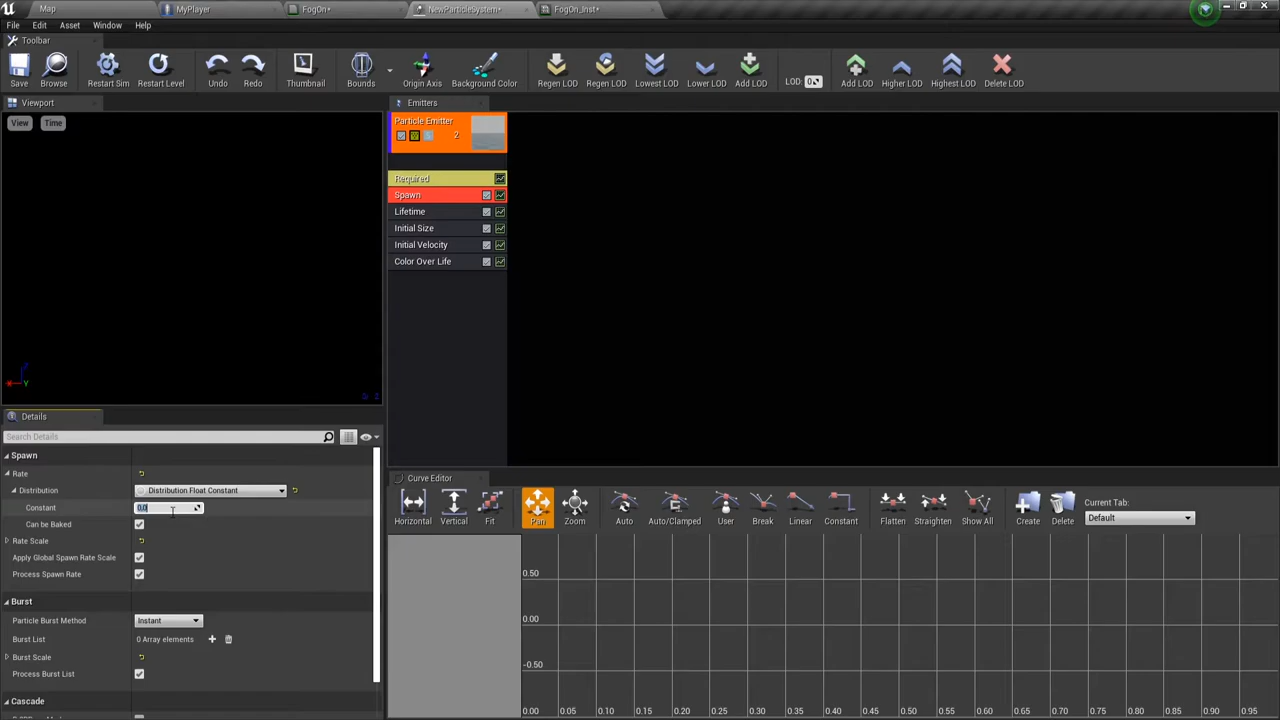 Map
MyPlayer
FogOn*
NewParticleSystem*
FogOn_Inst*
File Edit Asset Window Help
Toolbar
Save Browse Restart Sim Restart Level Undo Redo Thumbnail Bounds Origin Axis Background Color Regen LOD Regen LOD Lowest LOD Lower LOD Add LOD LOD: 0 Add LOD Higher LOD Highest LOD Delete LOD
Viewport
Emitters
View Time
Particle Emitter
2
Required
Spawn
Lifetime
Initial Size
Initial Velocity
Color Over Life
Details
Search Details
Spawn
Rate
Distribution Distribution Float Constant
Constant 0.0
Can be Baked
Rate Scale
Apply Global Spawn Rate Scale
Process Spawn Rate
Burst
Particle Burst Method Instant
Burst List 0 Array elements
Burst Scale
Process Burst List
Cascade
Curve Editor
Horizontal Vertical Fit Pan Zoom Auto Auto/Clamped User Break Linear Constant Flatten Straighten Show All Create Delete
Current Tab:
Default
0.50
0.00
-0.50
0.00 0.05 0.10 0.15 0.20 0.25 0.30 0.35 0.40 0.45 0.50 0.55 0.60 0.65 0.70 0.75 0.80 0.85 0.90 0.95